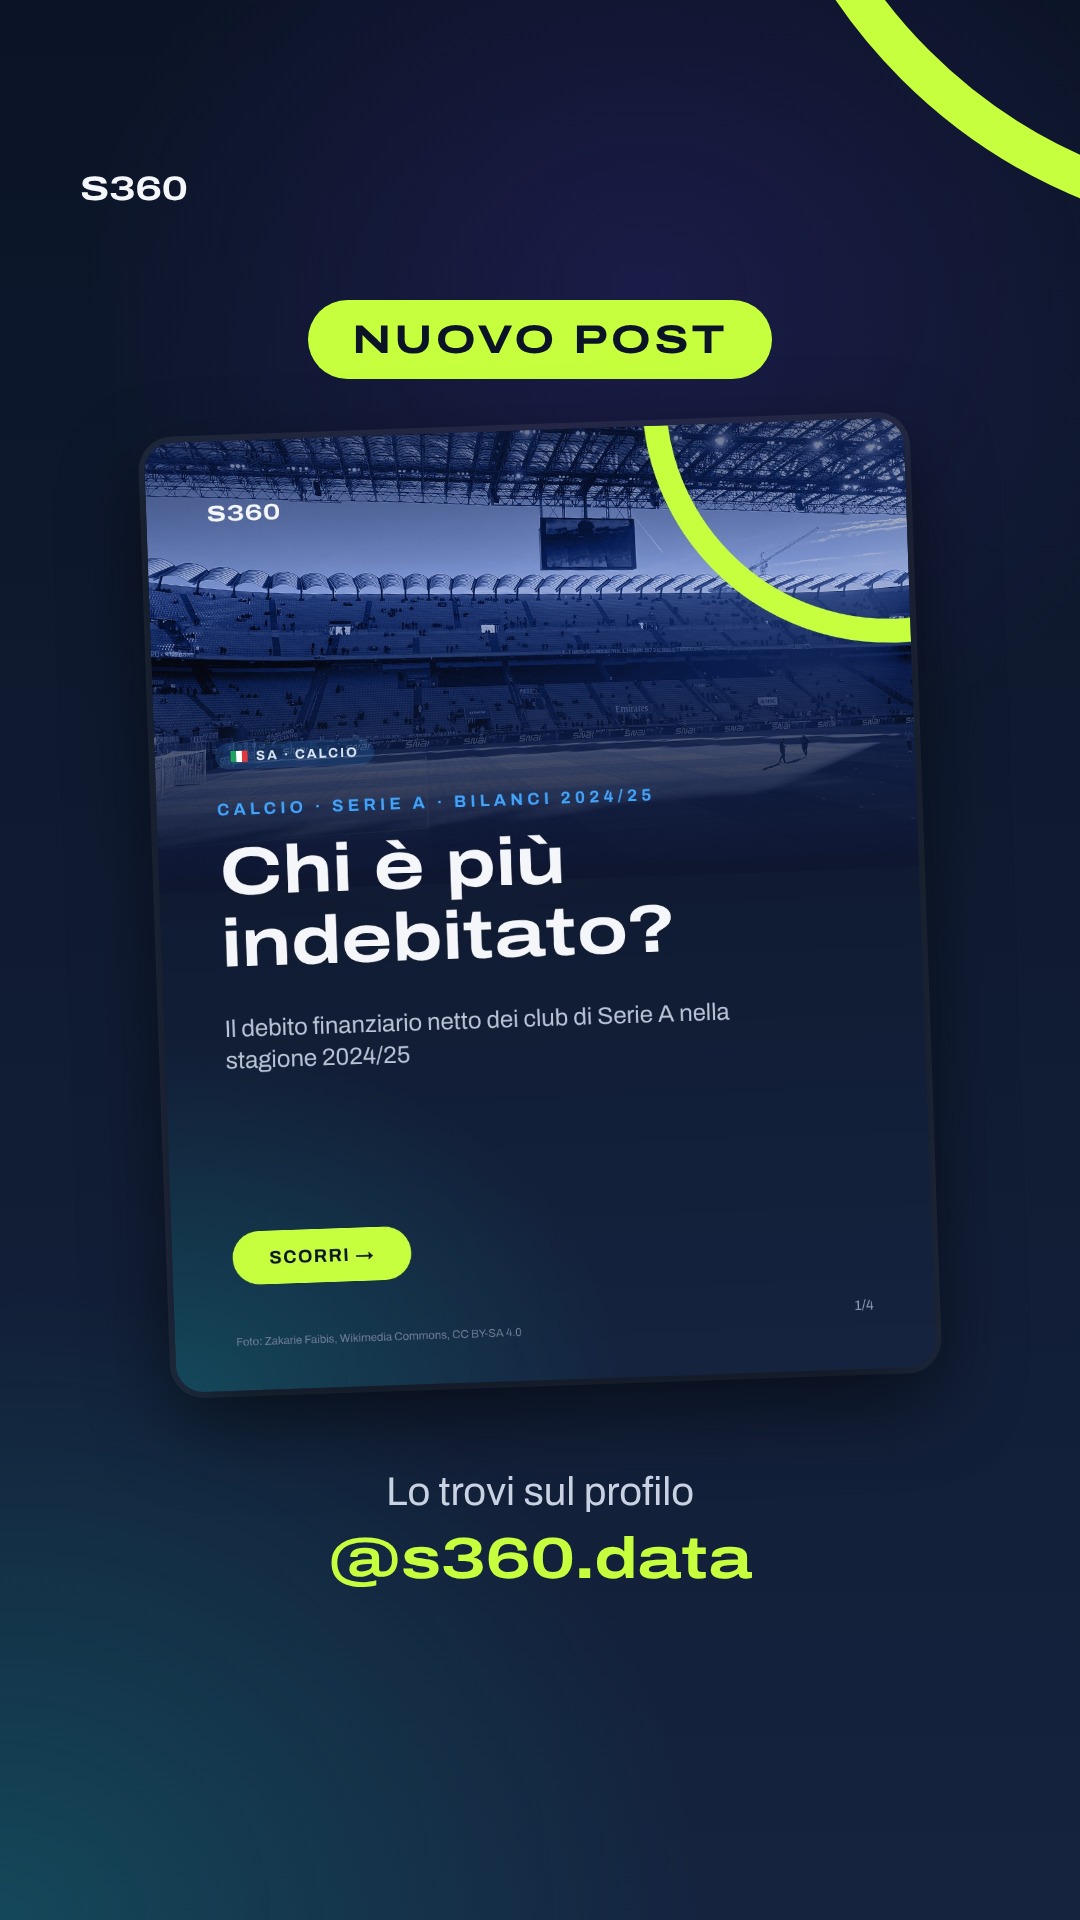 S360
NUOVO POST
S360
SA · CALCIO
CALCIO · SERIE A · BILANCI 2024/25
Chi è più
indebitato?
Il debito finanziario netto dei club di Serie A nella
stagione 2024/25
SCORRI →
1/4
Foto: Zakarie Faibis, Wikimedia Commons, CC BY-SA 4.0
Lo trovi sul profilo
@s360.data